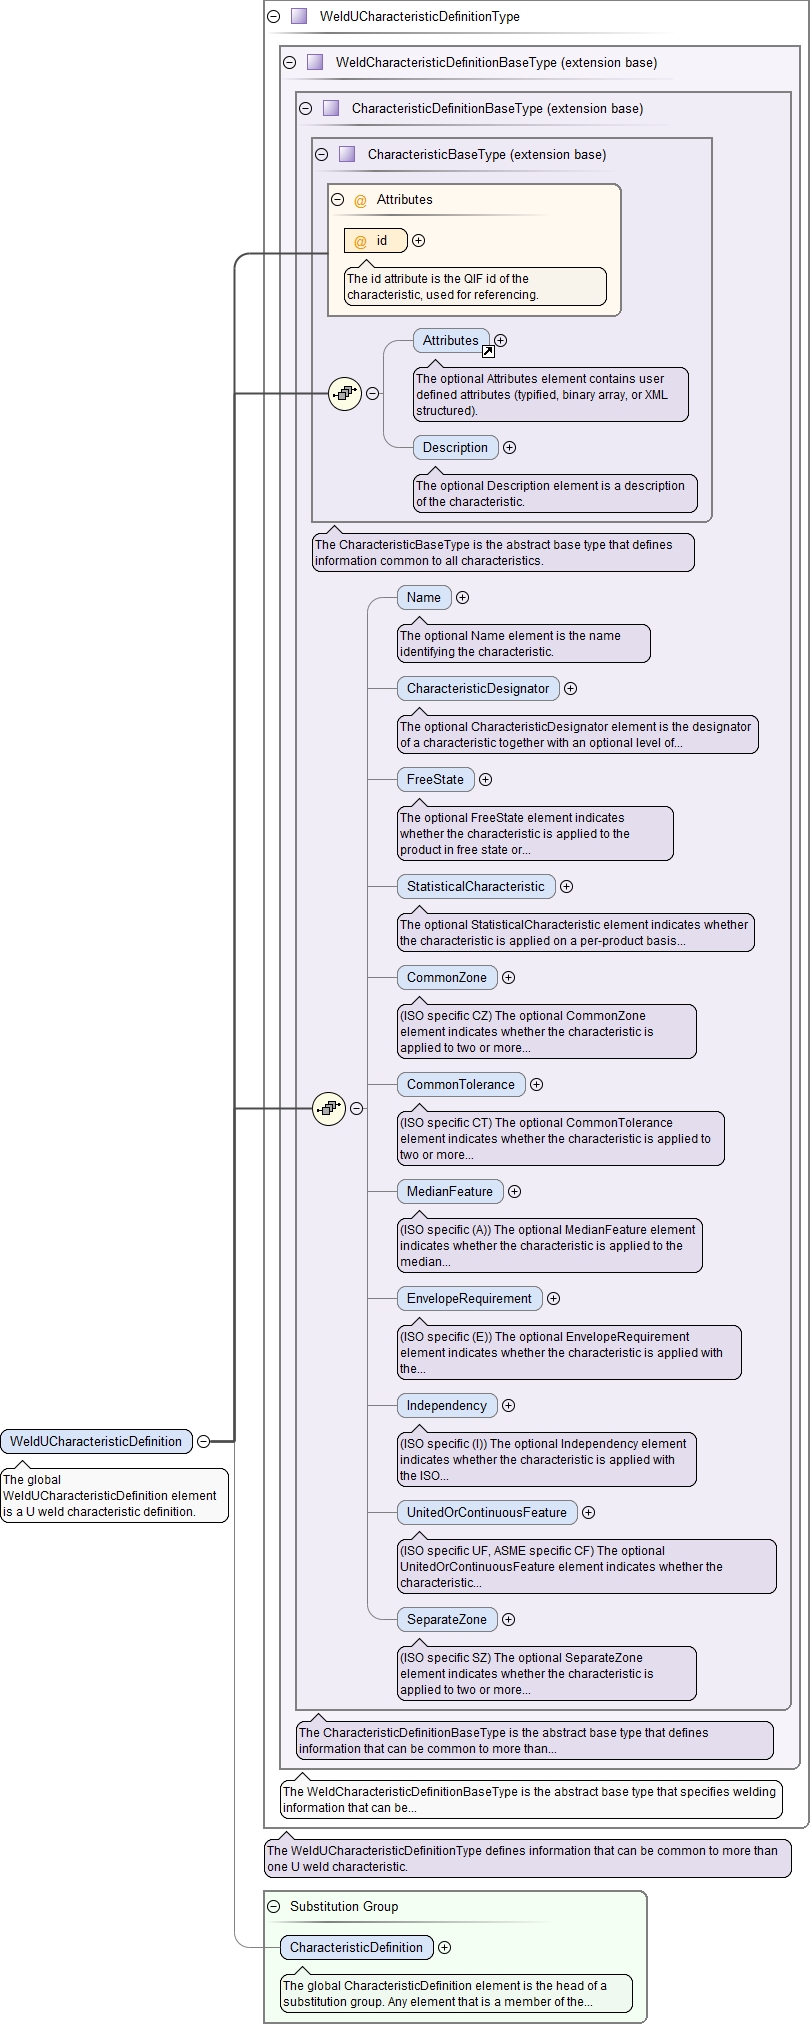 WeldUCharacteristicDefinitionType
WeldCharacteristicDefinitionBaseType (extension base)
CharacteristicDefinitionBaseType (extension base)
CharacteristicBaseType (extension base)
@ Attributes
@ id
The id attribute is the QIF id of the
characteristic, used for referencing.
Attributes
The optional Attributes element contains user
defined attributes (typified, binary array, or XML
structured).
Description
The optional Description element is a description
of the characteristic.
The CharacteristicBaseType is the abstract base type that defines
information common to all characteristics.
Name
The optional Name element is the name
identifying the characteristic.
CharacteristicDesignator
The optional CharacteristicDesignator element is the designator
of a characteristic together with an optional level of...
FreeState
The optional FreeState element indicates
whether the characteristic is applied to the
product in free state or...
StatisticalCharacteristic
The optional StatisticalCharacteristic element indicates whether
the characteristic is applied on a per-product basis...
CommonZone
(ISO specific CZ) The optional CommonZone
element indicates whether the characteristic is
applied to two or more...
CommonTolerance
(ISO specific CT) The optional CommonTolerance
element indicates whether the characteristic is applied to
two or more...
MedianFeature
(ISO specific (A)) The optional MedianFeature element
indicates whether the characteristic is applied to the
median...
EnvelopeRequirement
(ISO specific (E)) The optional EnvelopeRequirement
element indicates whether the characteristic is applied with
the...
Independency
(ISO specific (I)) The optional Independency element
indicates whether the characteristic is applied with
the ISO...
WeldUCharacteristicDefinition
The global
WeldUCharacteristicDefinition element
is a U weld characteristic definition.
UnitedOrContinuousFeature
(ISO specific UF, ASME specific CF) The optional
UnitedOrContinuousFeature element indicates whether the
characteristic...
SeparateZone
(ISO specific SZ) The optional SeparateZone
element indicates whether the characteristic is
applied to two or more...
The CharacteristicDefinitionBaseType is the abstract base type that defines
information that can be common to more than...
The WeldCharacteristicDefinitionBaseType is the abstract base type that specifies welding
information that can be...
The WeldUCharacteristicDefinitionType defines information that can be common to more than
one U weld characteristic.
Substitution Group
CharacteristicDefinition
The global CharacteristicDefinition element is the head of a
substitution group. Any element that is a member of the...